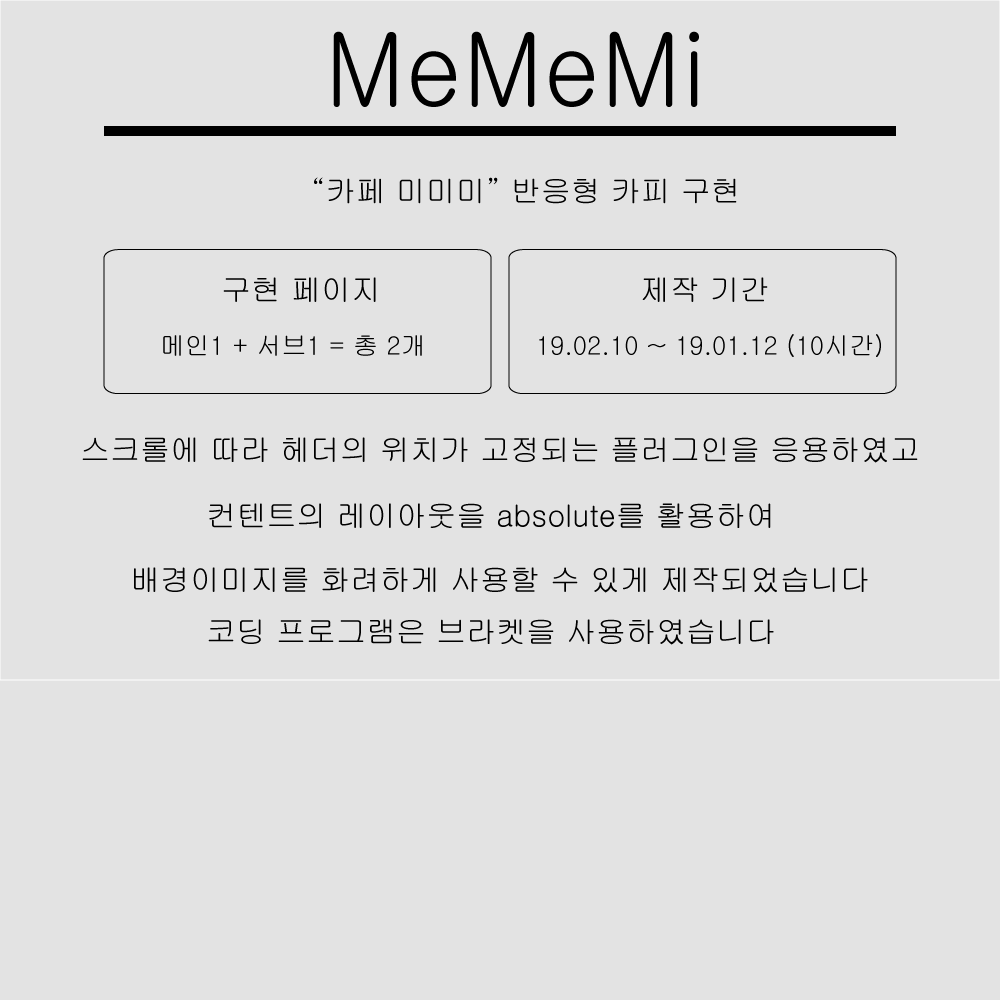 MeMeMi
“카페 미미미” 반응형 카피 구현
구현 페이지
메인1 + 서브1 = 총 2개
제작 기간
19.02.10 ~ 19.01.12 (10시간)
스크롤에 따라 헤더의 위치가 고정되는 플러그인을 응용하였고
컨텐트의 레이아웃을 absolute를 활용하여
배경이미지를 화려하게 사용할 수 있게 제작되었습니다
코딩 프로그램은 브라켓을 사용하였습니다